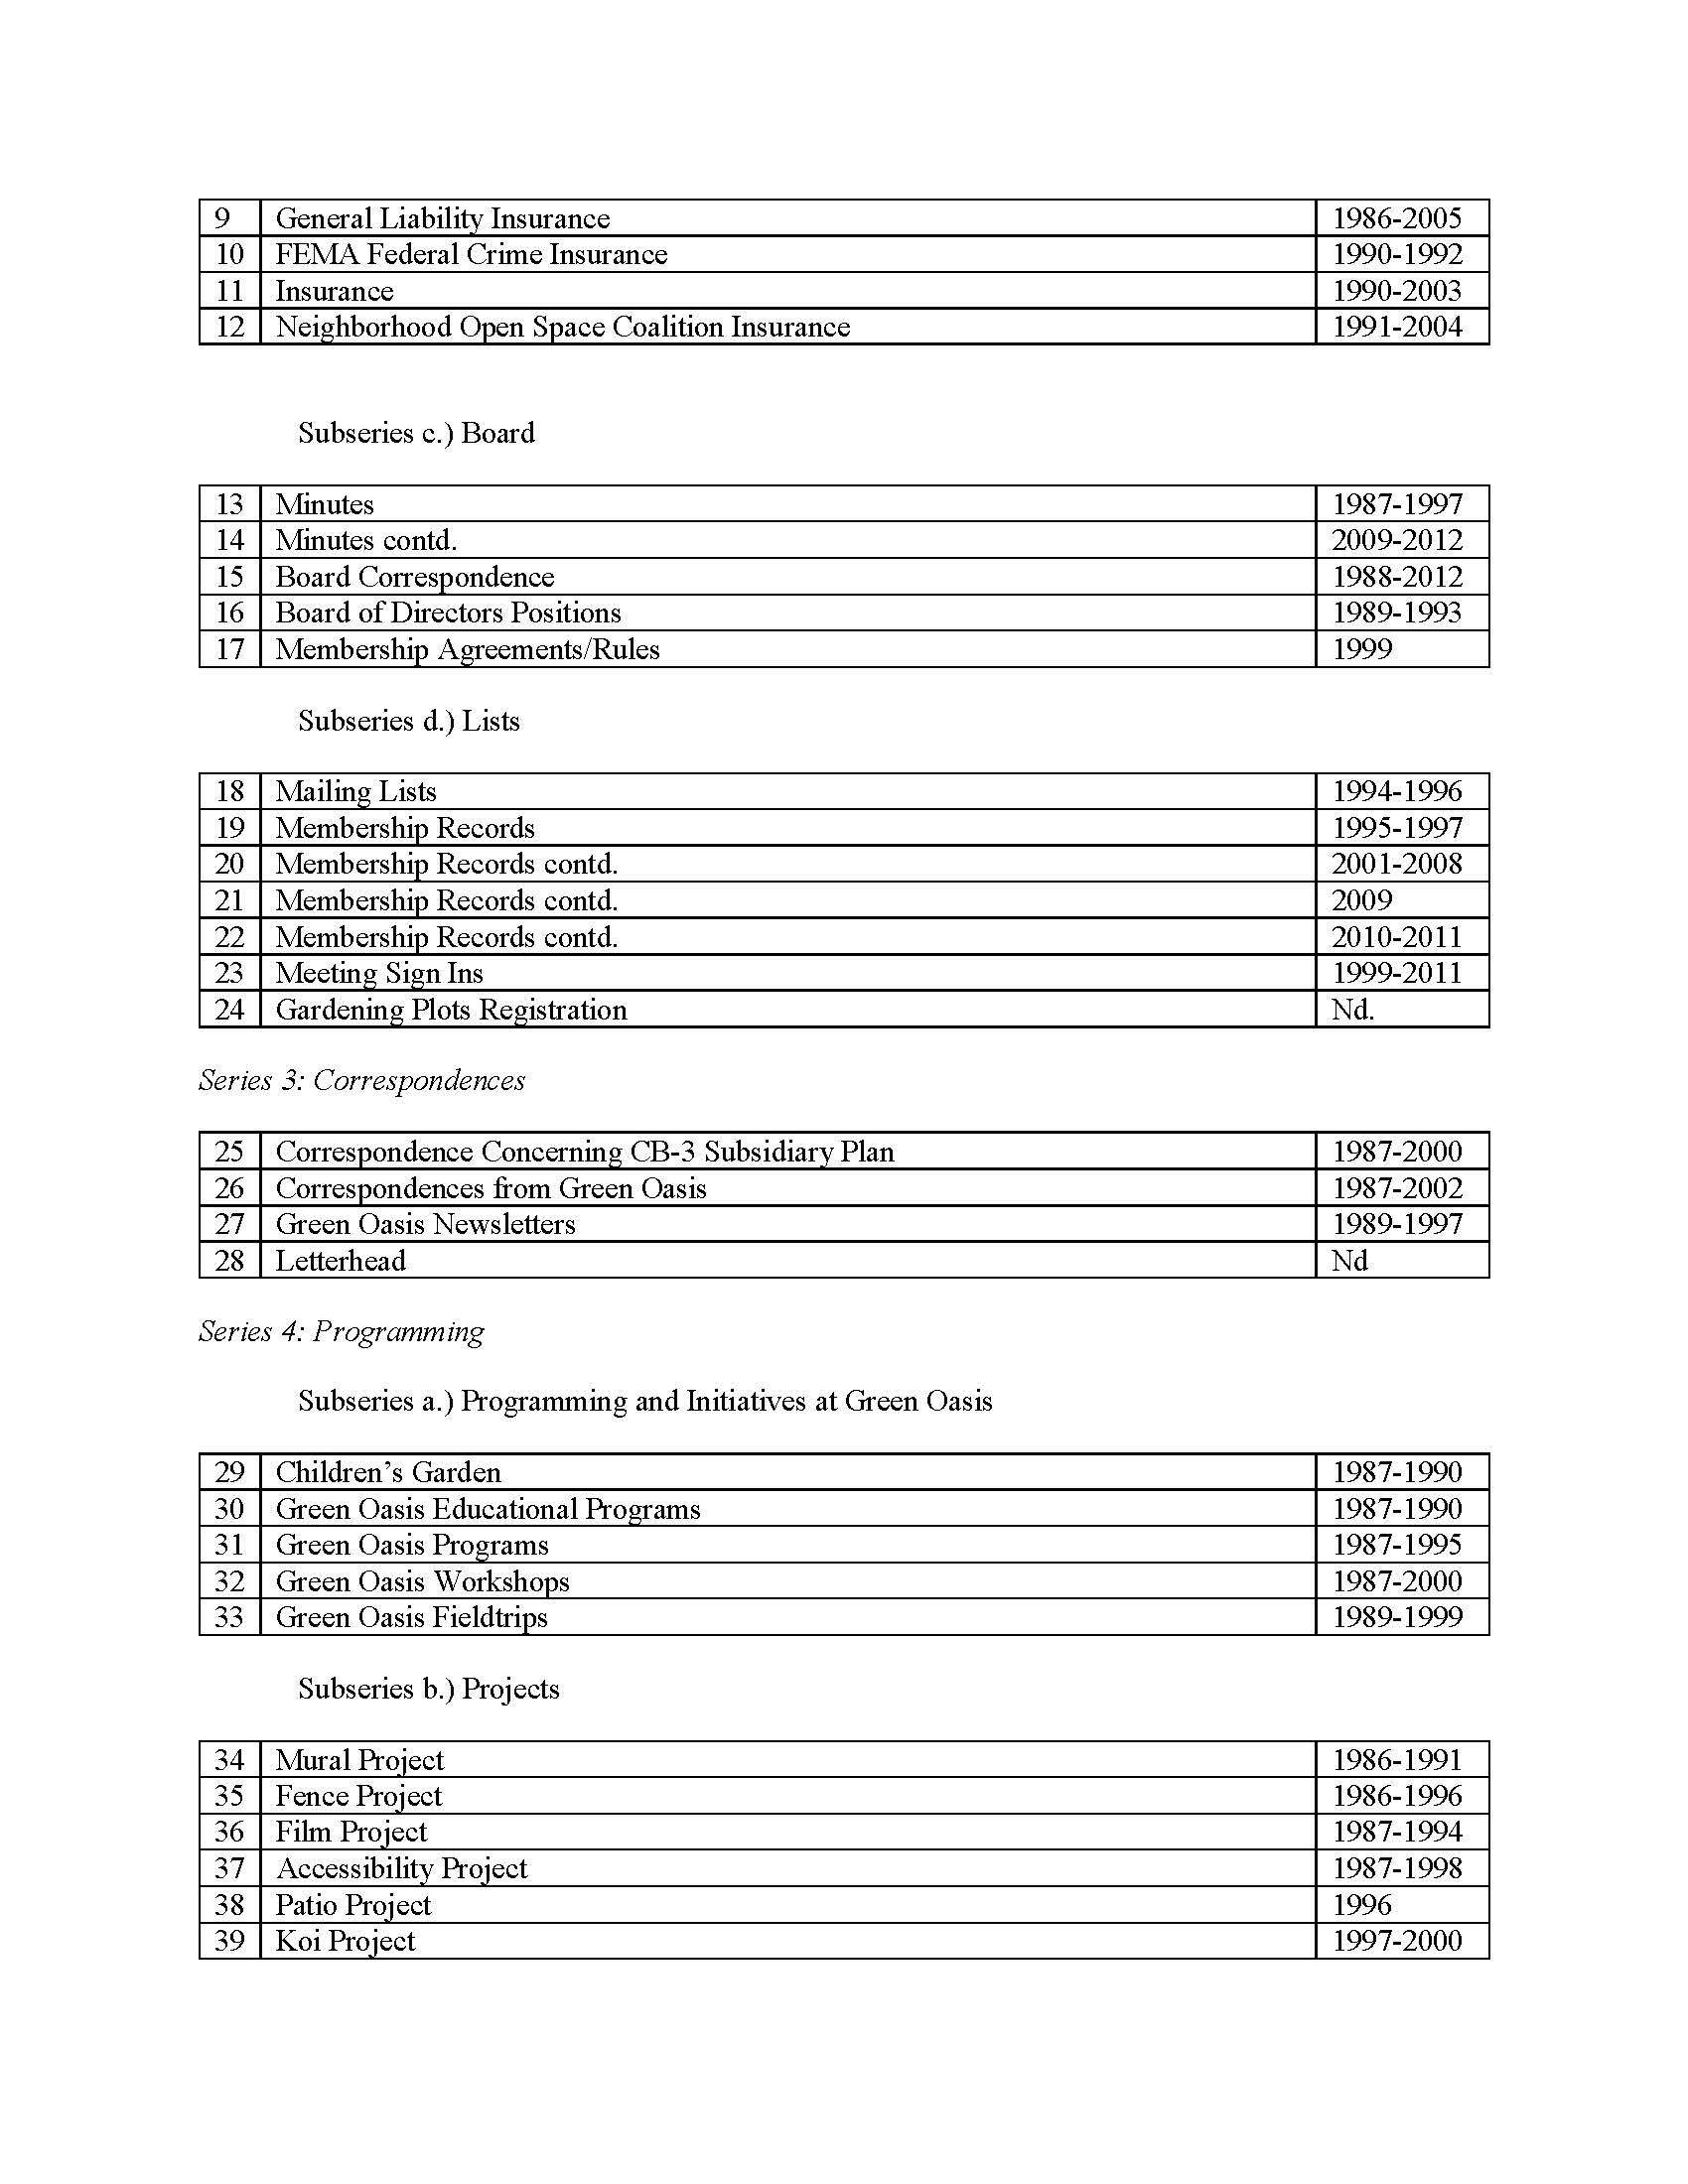 9 General Liability Insurance 1986-2005
10 FEMA Federal Crime Insurance 1990-1992
11 Insurance 1990-2003
12 Neighborhood Open Space Coalition Insurance 1991-2004
Subseries c.) Board
13 Minutes 1987-1997
14 Minutes contd. 2009-2012
15 Board Correspondence 1988-2012
16 Board of Directors Positions 1989-1993
17 Membership Agreements/Rules 1999
Subseries d.) Lists
18 Mailing Lists 1994-1996
19 Membership Records 1995-1997
20 Membership Records contd. 2001-2008
21 Membership Records contd. 2009
22 Membership Records contd. 2010-2011
23 Meeting Sign Ins 1999-2011
24 Gardening Plots Registration Nd.
Series 3: Correspondences
25 Correspondence Concerning CB-3 Subsidiary Plan 1987-2000
26 Correspondences from Green Oasis 1987-2002
27 Green Oasis Newsletters 1989-1997
28 Letterhead Nd
Series 4: Programming
Subseries a.) Programming and Initiatives at Green Oasis
29 Children’s Garden 1987-1990
30 Green Oasis Educational Programs 1987-1990
31 Green Oasis Programs 1987-1995
32 Green Oasis Workshops 1987-2000
33 Green Oasis Fieldtrips 1989-1999
Subseries b.) Projects
34 Mural Project 1986-1991
35 Fence Project 1986-1996
36 Film Project 1987-1994
37 Accessibility Project 1987-1998
38 Patio Project 1996
39 Koi Project 1997-2000